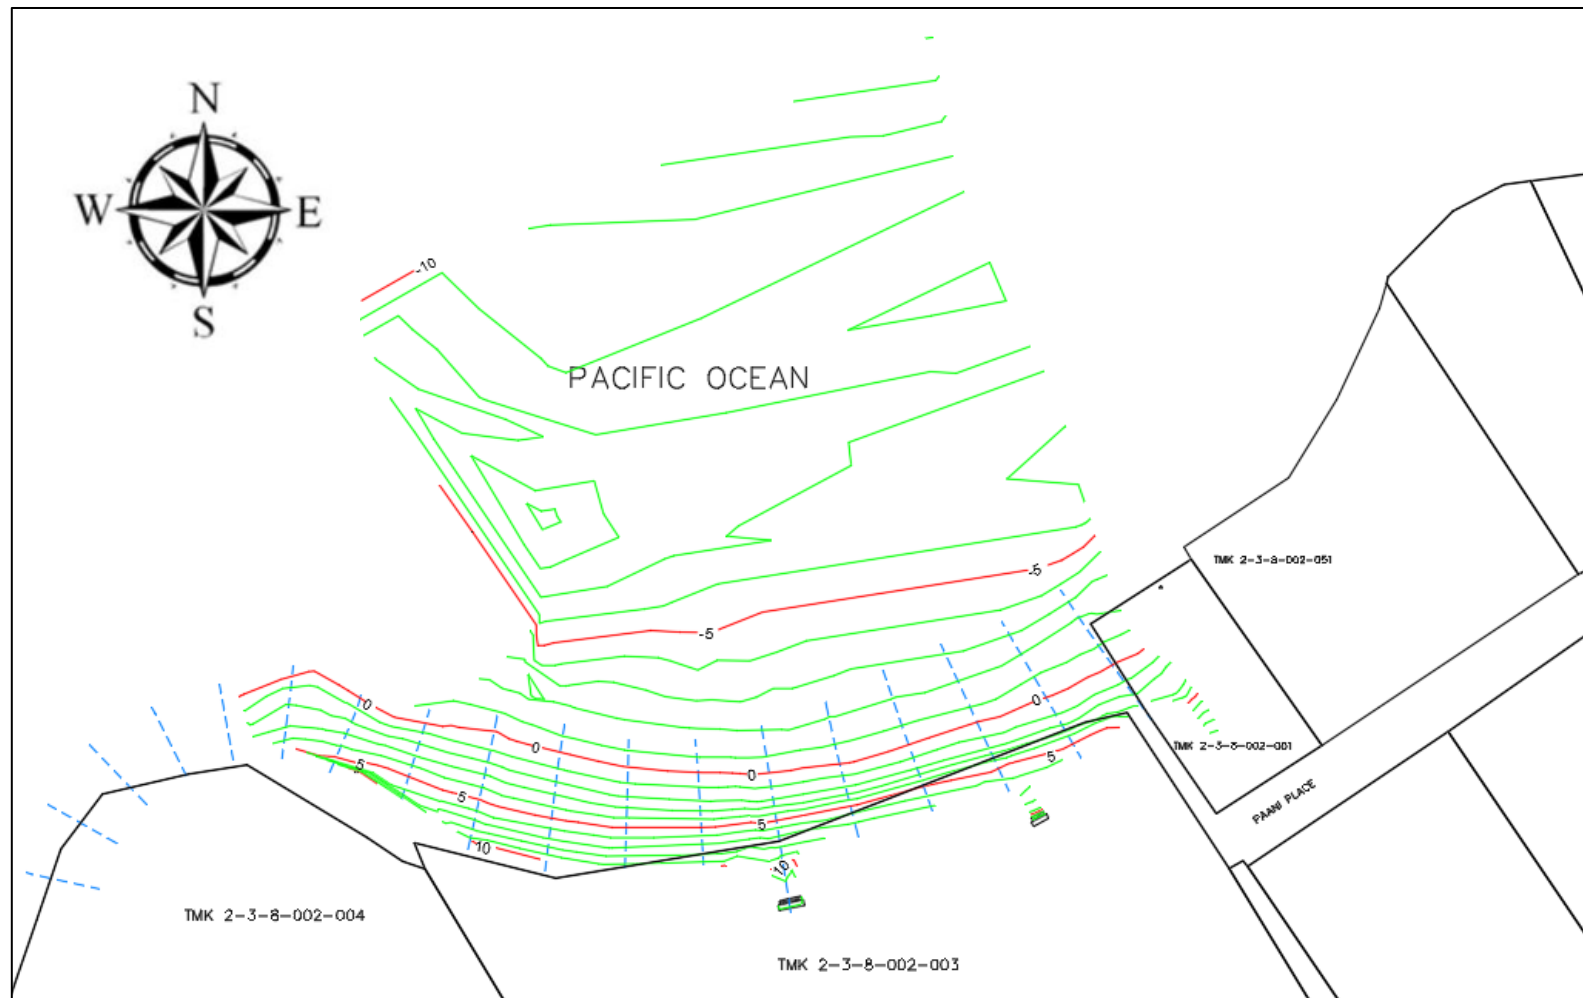 N
W E
S
-10
PACIFIC OCEAN
-5
-5
TMK 2-3-8-002-051
0
0
0
0
TMK 2-3-8-002-001
5
5
5
5
PAANI PLACE
10
10
TMK 2-3-8-002-004
TMK 2-3-8-002-003